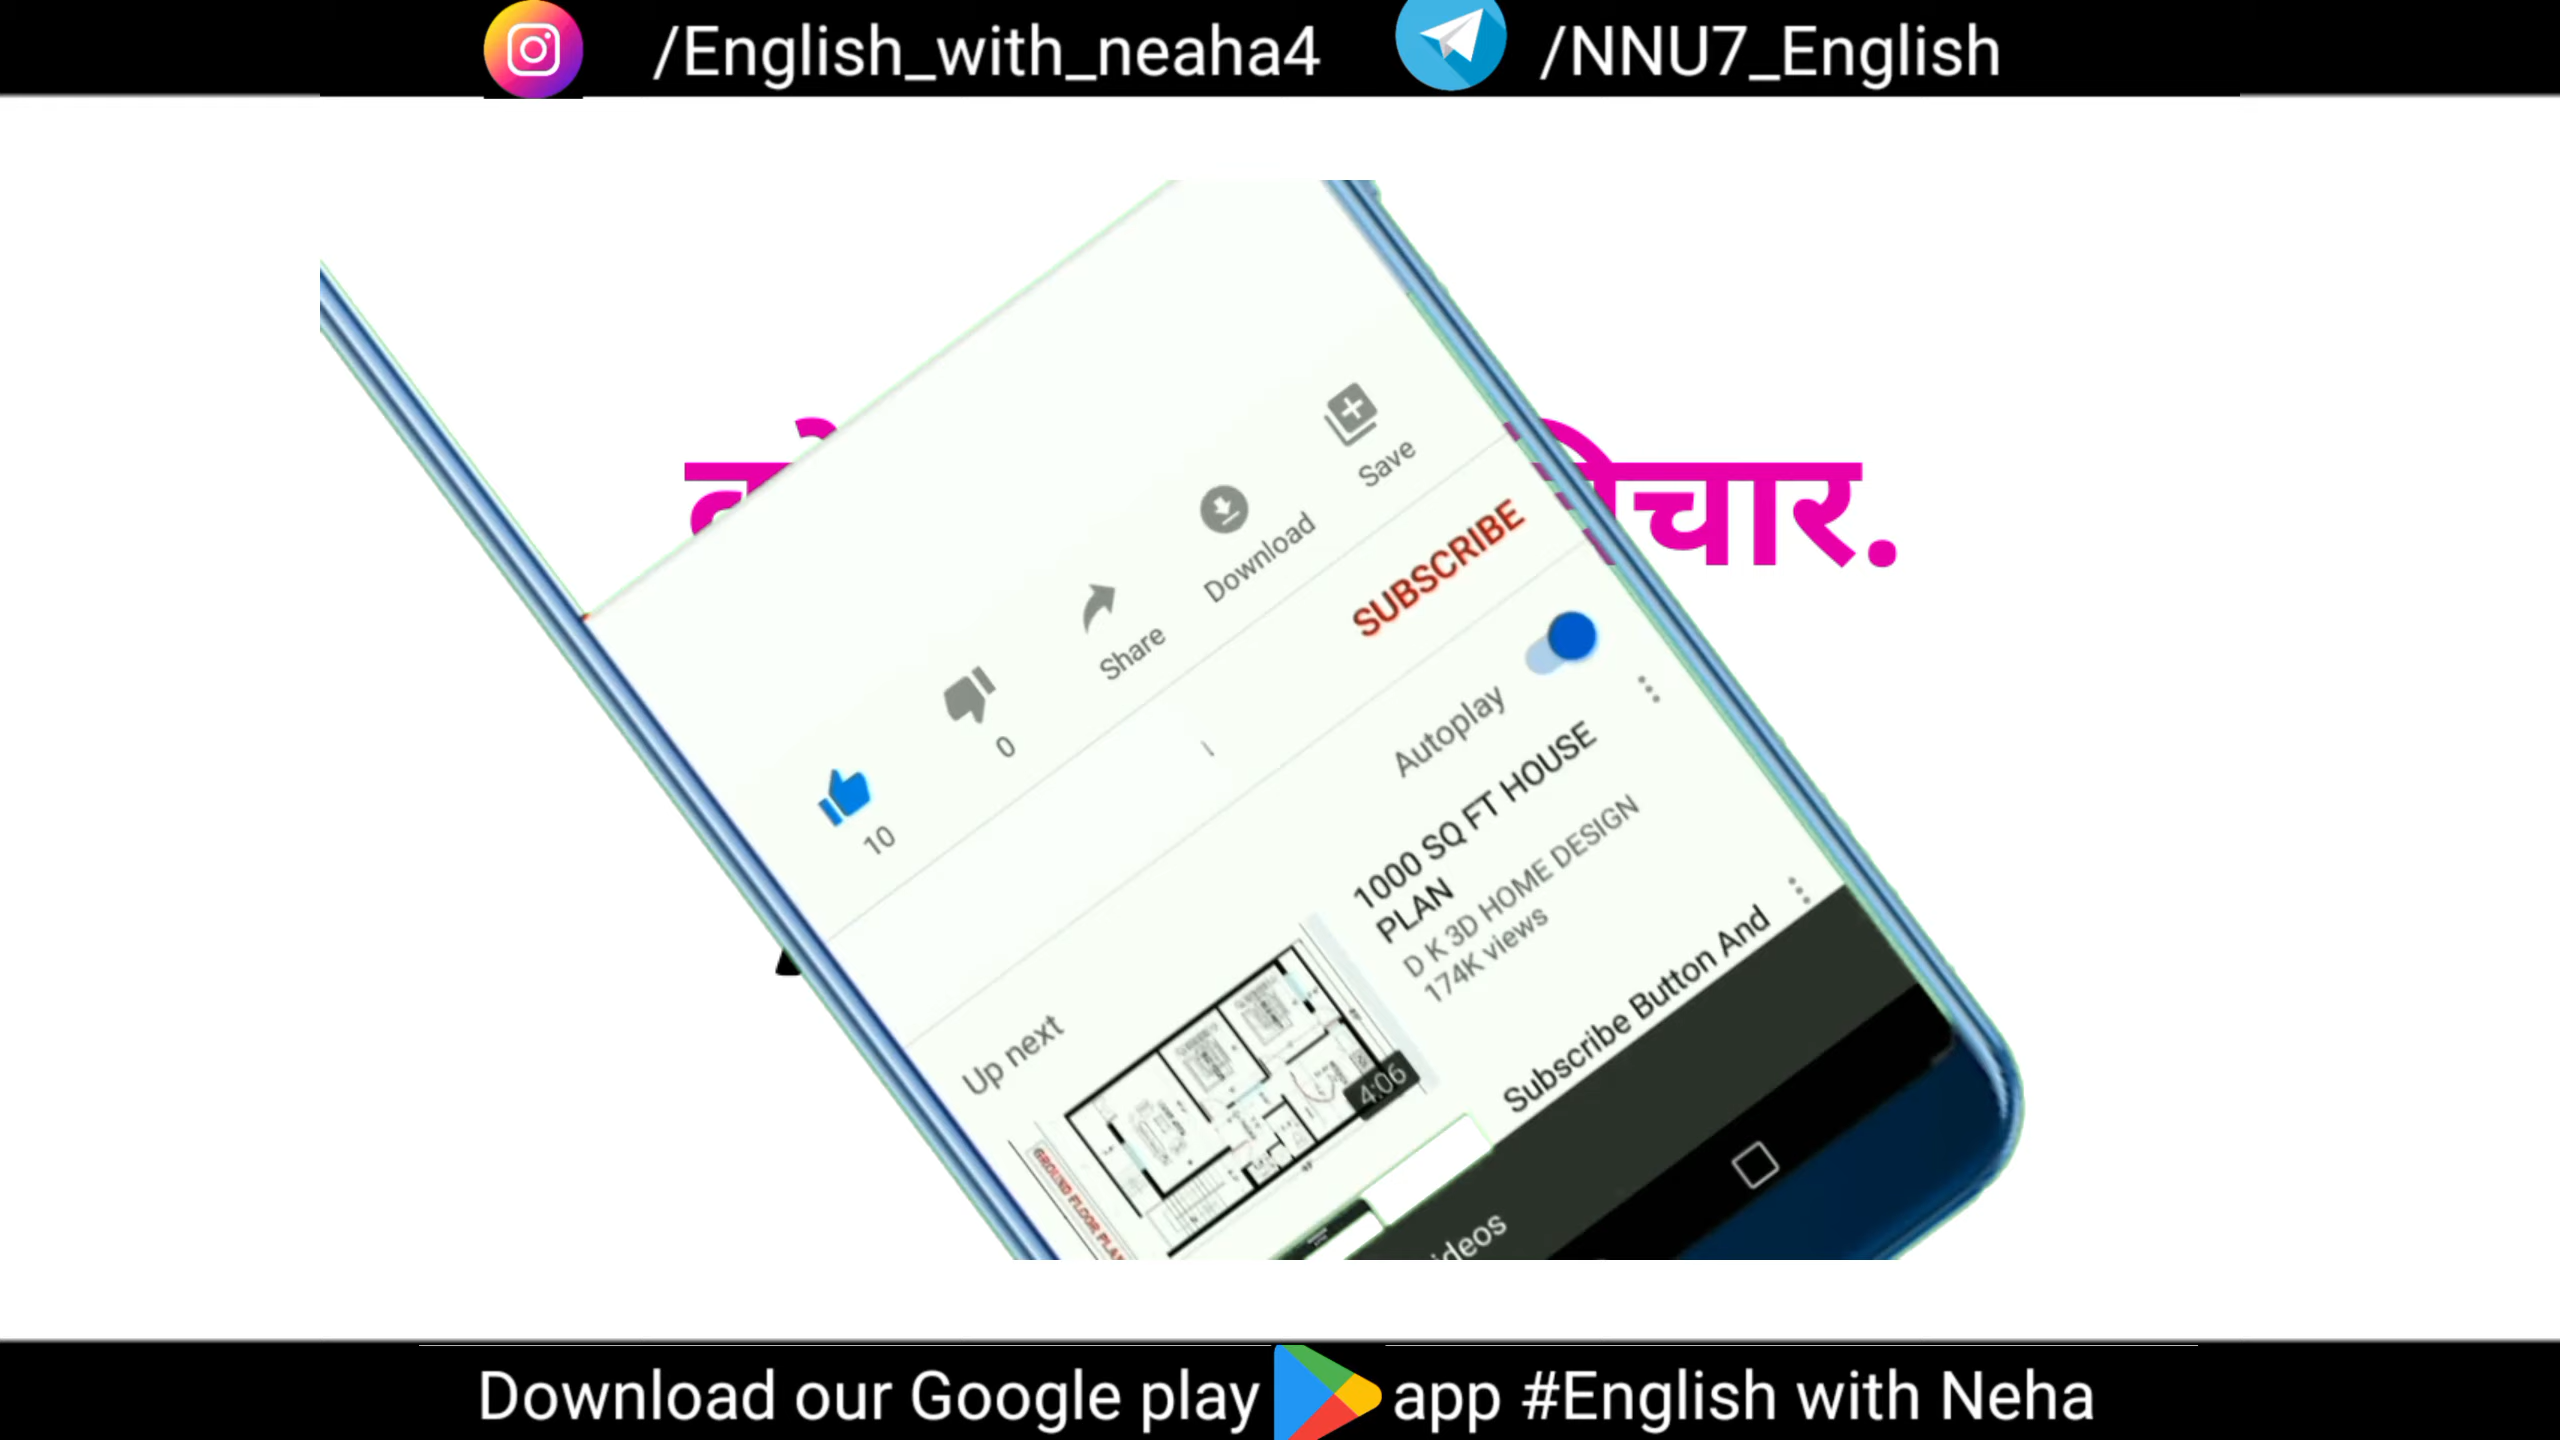 /English_with_neaha4
/NNU7_English
Save
Download
Share
0
10
SUBSCRIBE
Autoplay
Up next
1000 SQ FT HOUSE
PLAN
D K 3D HOME DESIGN
174K views
4:06
Subscribe Button And
Download our Google play app #English with Neha